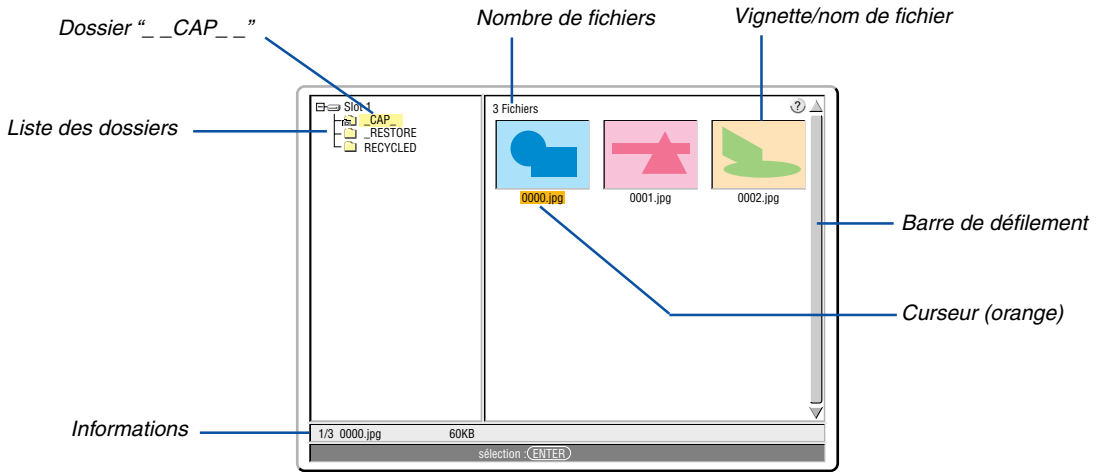 Nombre de fichiers
Vignette/nom de fichier
Dossier “_ _CAP_ _”
Liste des dossiers
Slot 1
_CAP_
_RESTORE
RECYCLED
3 Fichiers
?
0000.jpg
0001.jpg
0002.jpg
Barre de défilement
Curseur (orange)
Informations
1/3 0000.jpg 60KB
sélection :ENTER